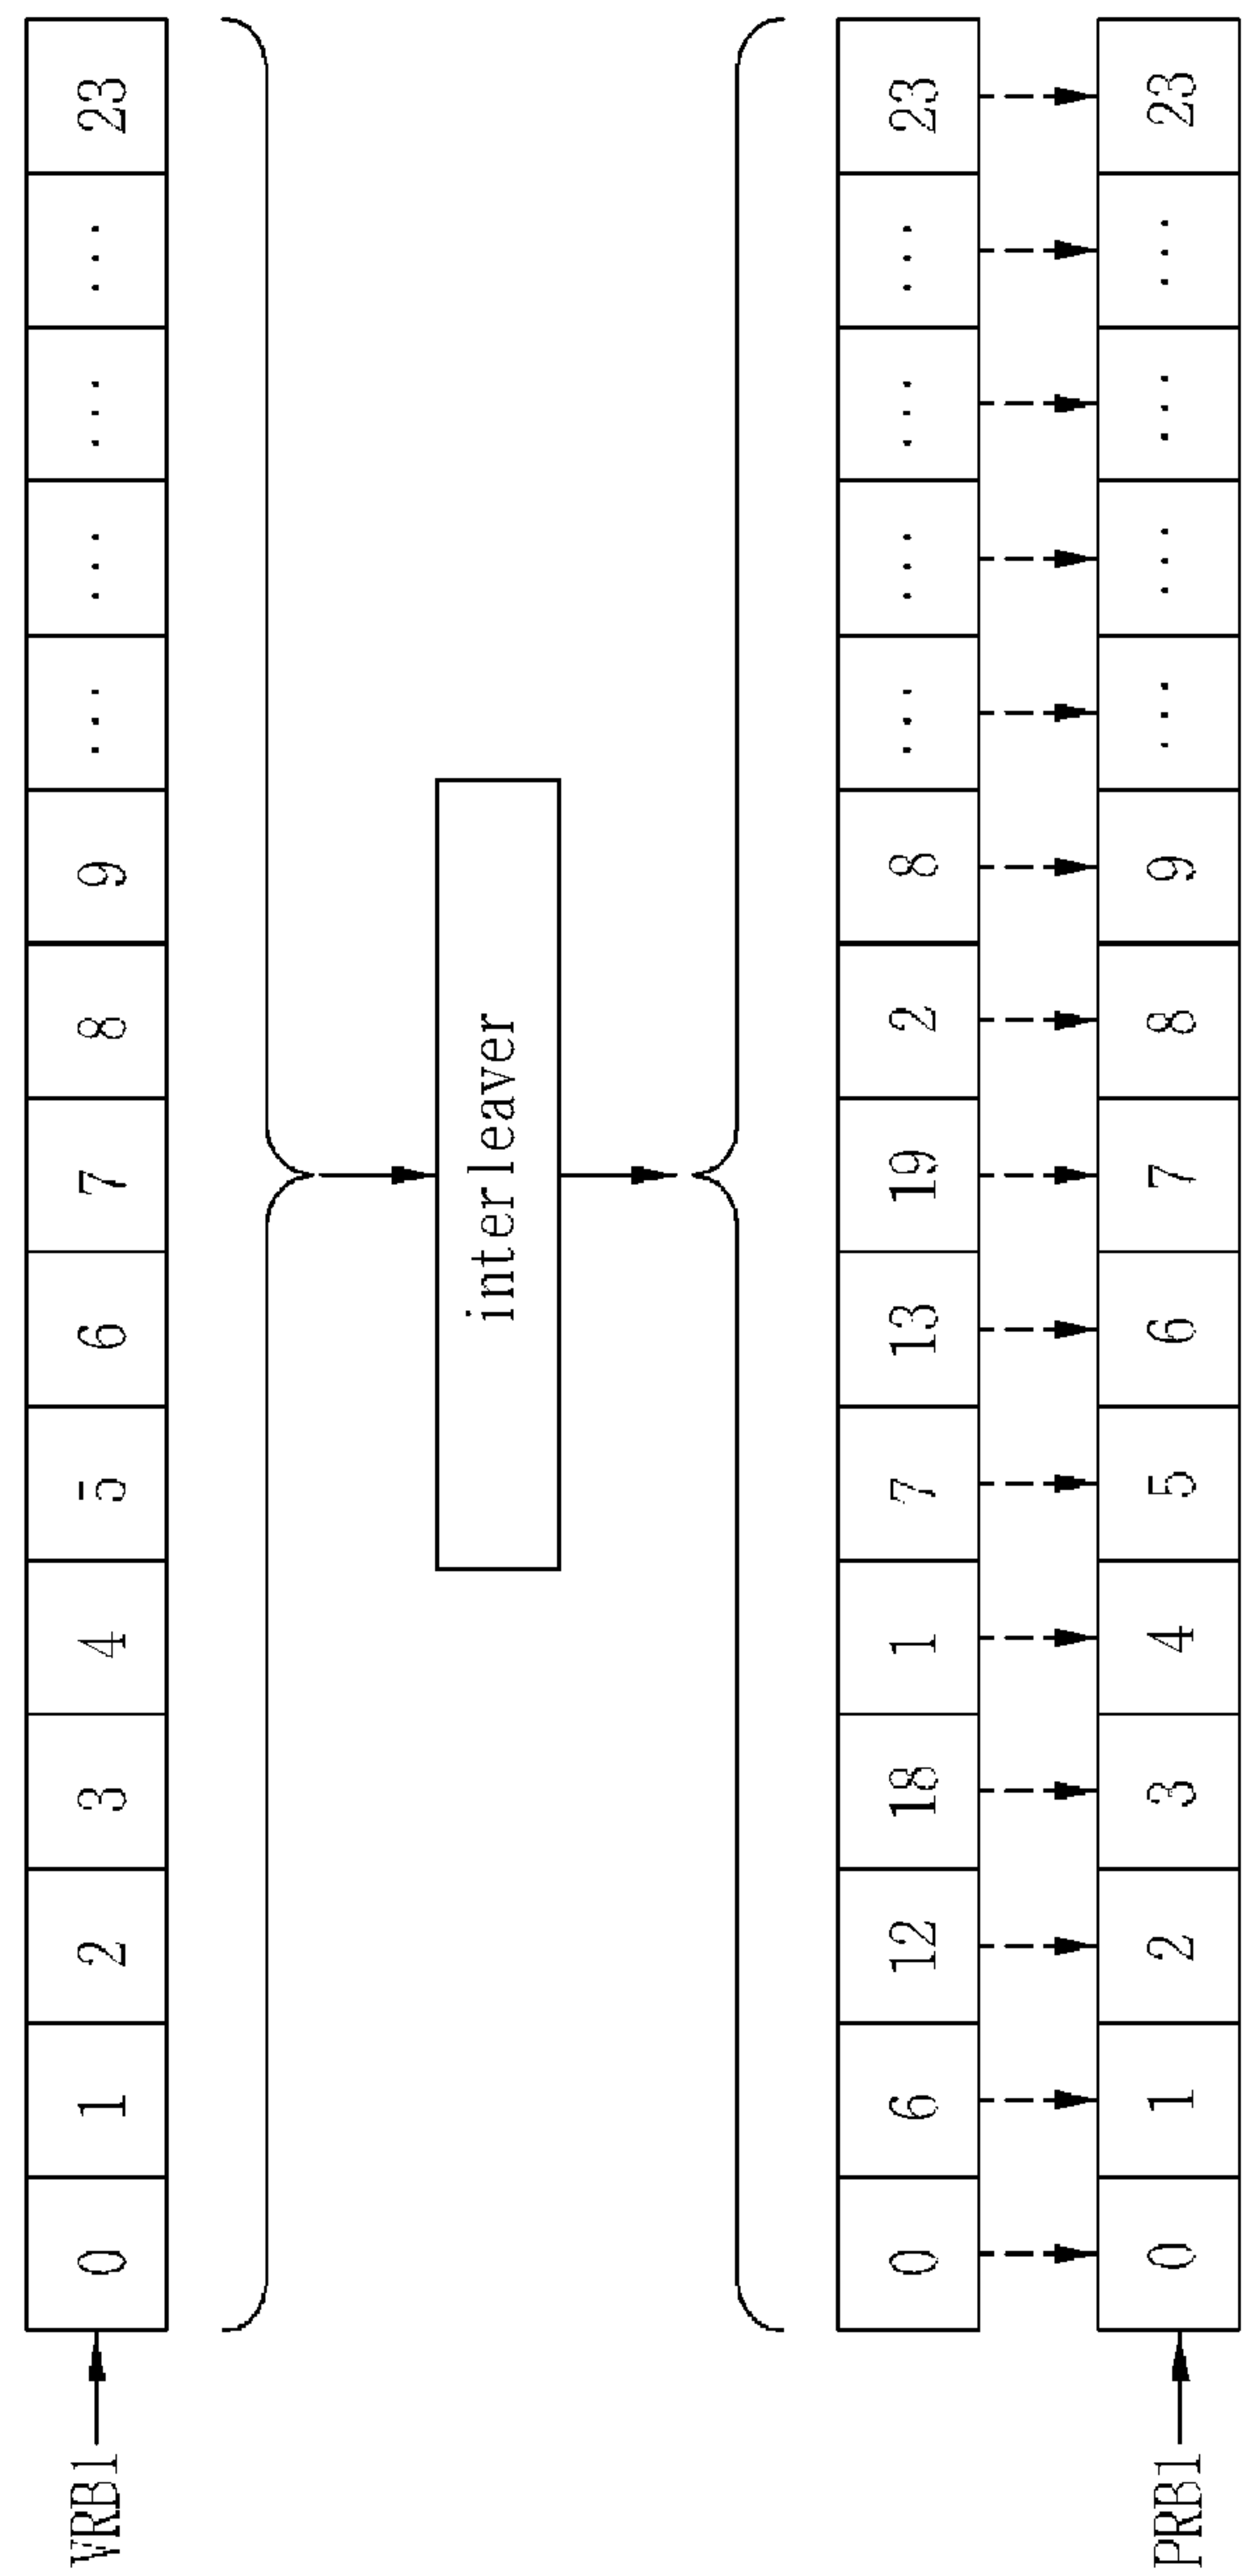 VRB1 0 1 2 3 4 5 6 7 8 9 ... ... ... ... 23
interleaver
0 6 12 18 1 7 13 19 2 8 ... ... ... ... 23
PRB1 0 1 2 3 4 5 6 7 8 9 ... ... ... ... 23